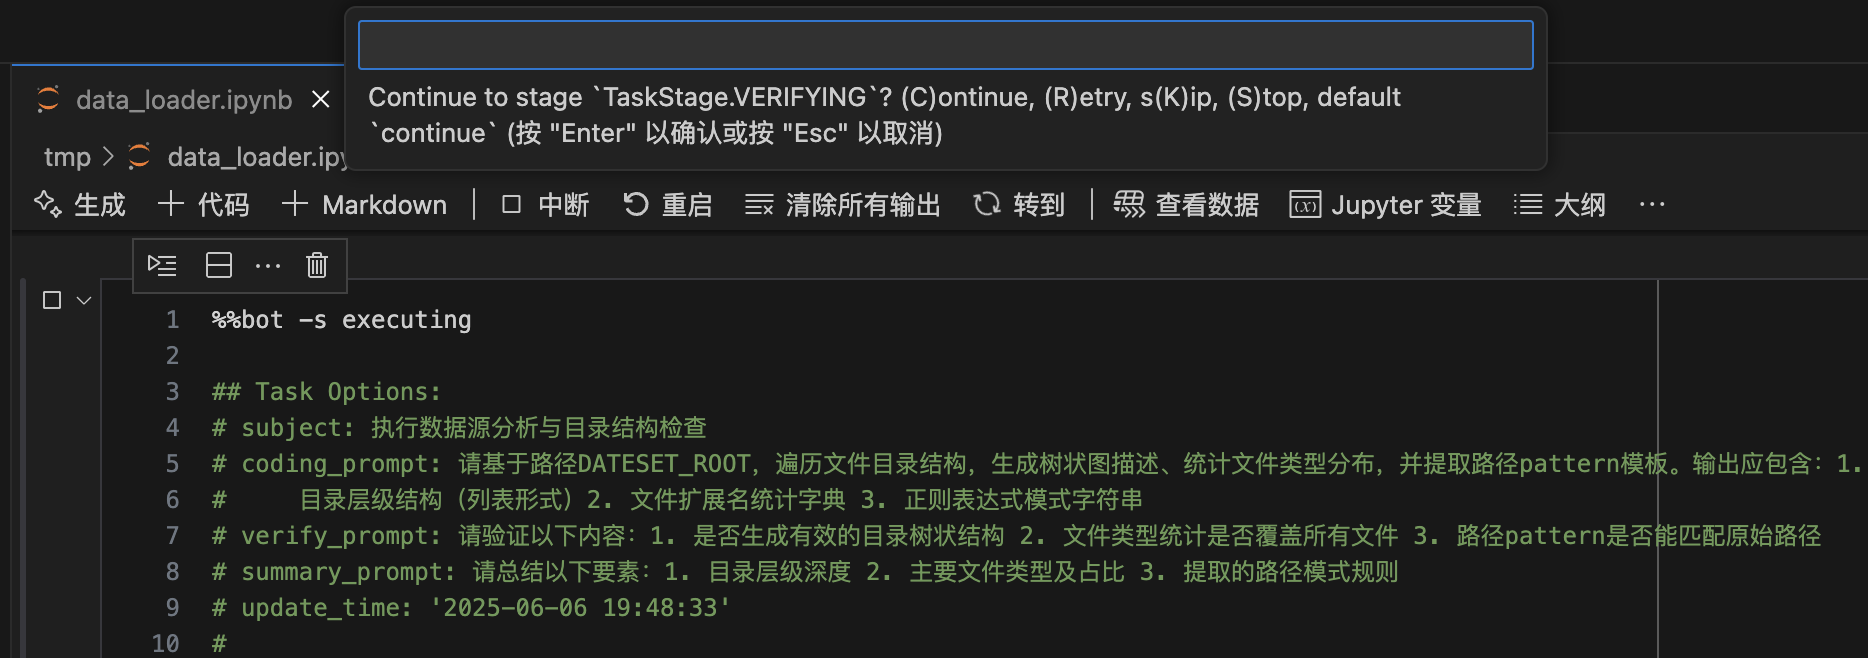 Continue to stage `TaskStage.VERIFYING`? (C)ontinue, (R)etry, s(K)ip, (S)top, default
`continue` (按 "Enter" 以确认或按 "Esc" 以取消)
data_loader.ipynb
tmp > data_loader.ipy
生成 代码 Markdown 中断 重启 清除所有输出 转到 查看数据 Jupyter 变量 大纲 ...
1 %%bot -s executing
2
3 ## Task Options:
4 # subject: 执行数据源分析与目录结构检查
5 # coding_prompt: 请基于路径DATESET_ROOT，遍历文件目录结构，生成树状图描述、统计文件类型分布，并提取路径pattern模板。输出应包含：1.
6 #     目录层级结构（列表形式）2. 文件扩展名统计字典 3. 正则表达式模式字符串
7 # verify_prompt: 请验证以下内容：1. 是否生成有效的目录树状结构 2. 文件类型统计是否覆盖所有文件 3. 路径pattern是否能匹配原始路径
8 # summary_prompt: 请总结以下要素：1. 目录层级深度 2. 主要文件类型及占比 3. 提取的路径模式规则
9 # update_time: '2025-06-06 19:48:33'
10 #